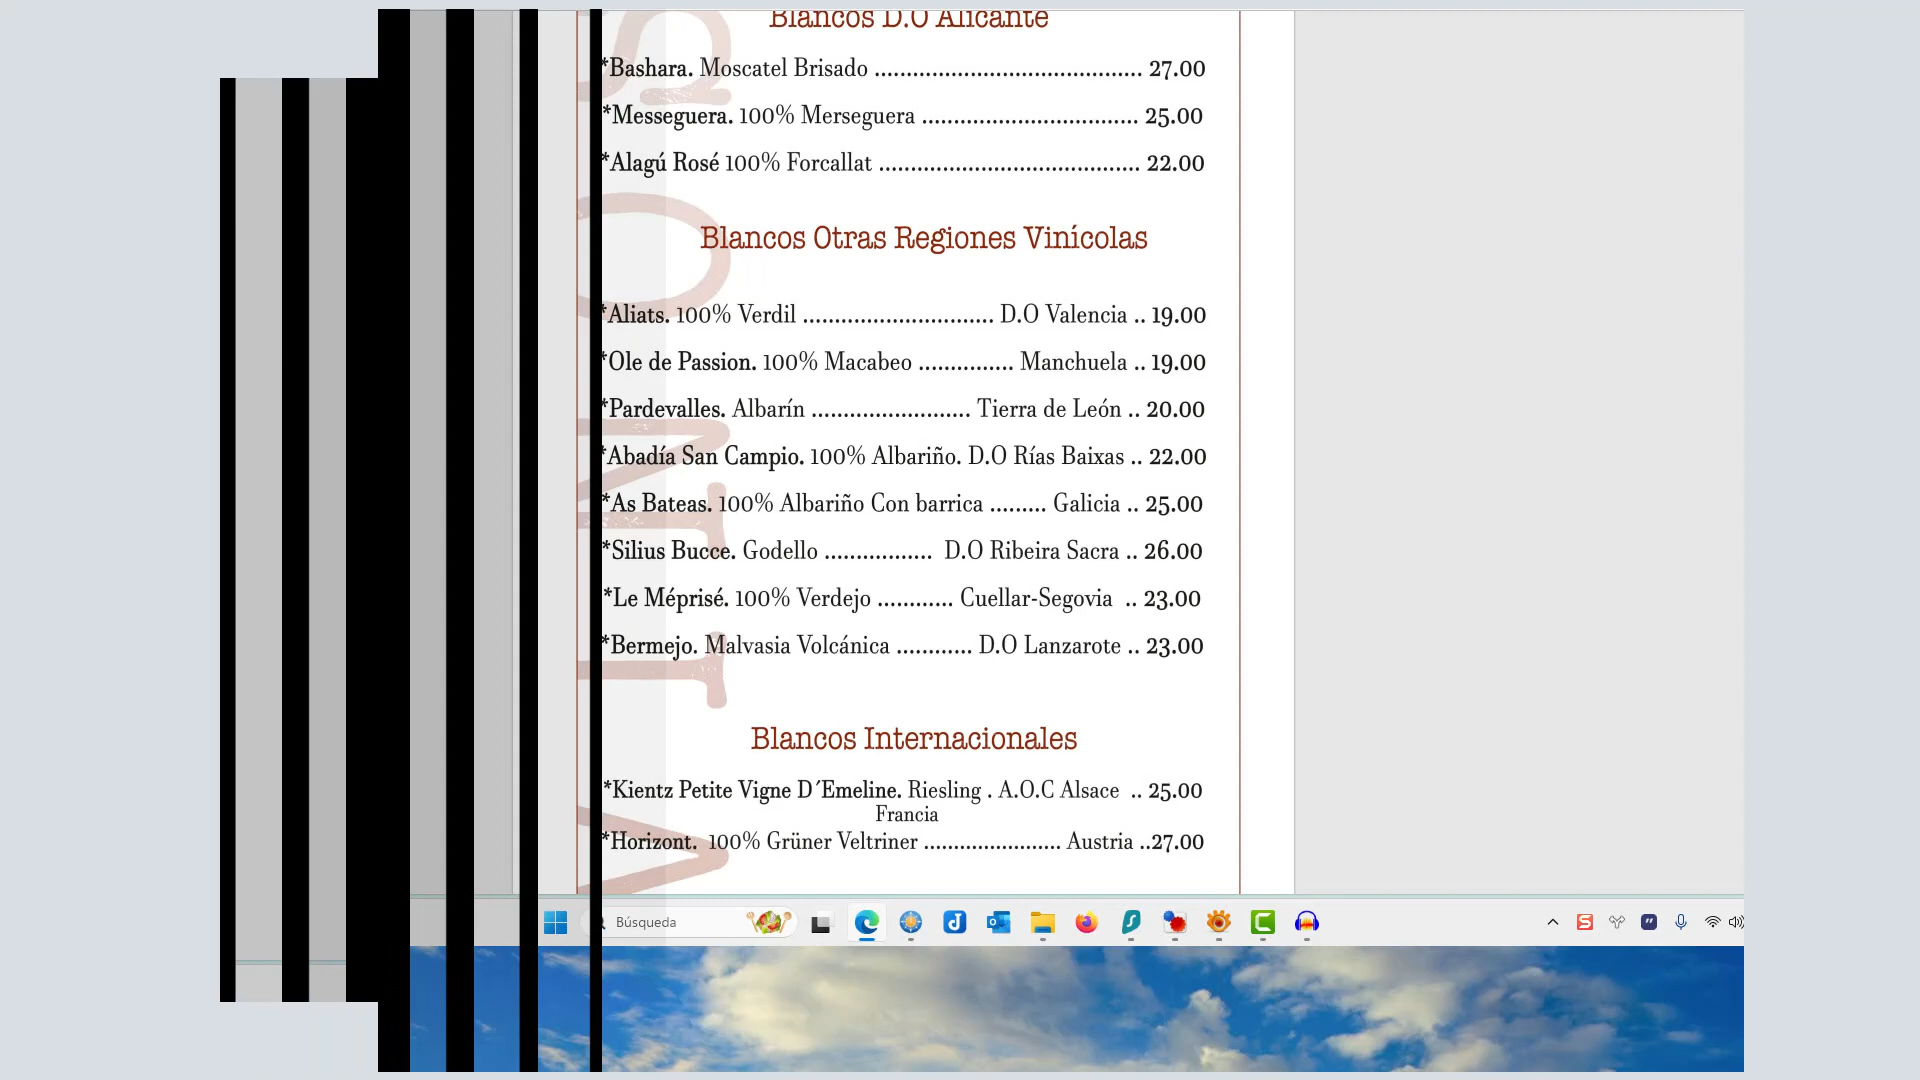 Blancos D.O Alicante
*Bashara. Moscatel Brisado .......................................... 27.00
*Messeguera. 100% Merseguera .................................. 25.00
*Alagú Rosé 100% Forcallat ......................................... 22.00
Blancos Otras Regiones Vinícolas
*Aliats. 100% Verdil .............................. D.O Valencia .. 19.00
*Ole de Passion. 100% Macabeo ............... Manchuela .. 19.00
*Pardevalles. Albarín ......................... Tierra de León .. 20.00
*Abadía San Campio. 100% Albariño. D.O Rías Baixas .. 22.00
*As Bateas. 100% Albariño Con barrica ......... Galicia .. 25.00
*Silius Bucce. Godello ................. D.O Ribeira Sacra .. 26.00
*Le Méprisé. 100% Verdejo ............ Cuellar-Segovia .. 23.00
*Bermejo. Malvasia Volcánica ............ D.O Lanzarote .. 23.00
Blancos Internacionales
*Kientz Petite Vigne D´Emeline. Riesling . A.O.C Alsace .. 25.00
Francia
*Horizont. 100% Grüner Veltriner ....................... Austria ..27.00
Búsqueda